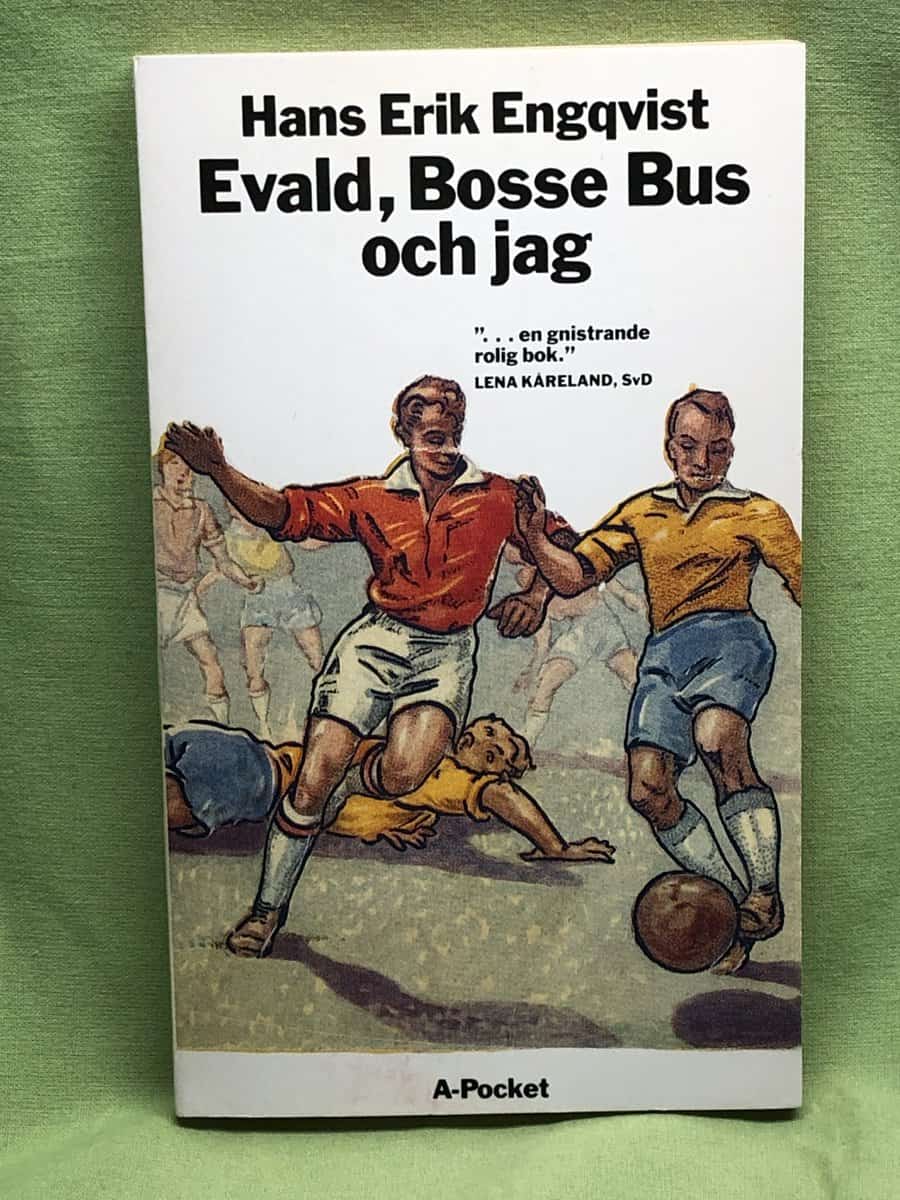 Hans Erik Engqvist
Evald, Bosse Bus
och jag
”. . . en gnistrande
rolig bok.”
LENA KÅRELAND, SvD
A-Pocket